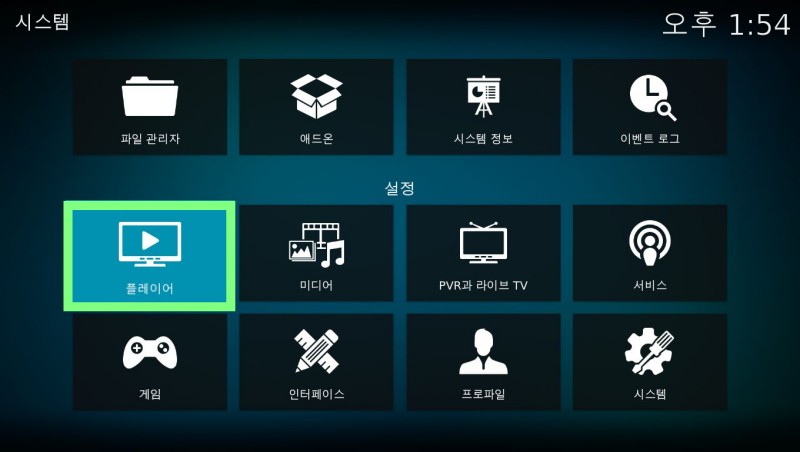 시스템
오후 1:54
파일 관리자
애드온
시스템 정보
이벤트 로그
설정
플레이어
미디어
PVR과 라이브 TV
서비스
게임
인터페이스
프로파일
시스템